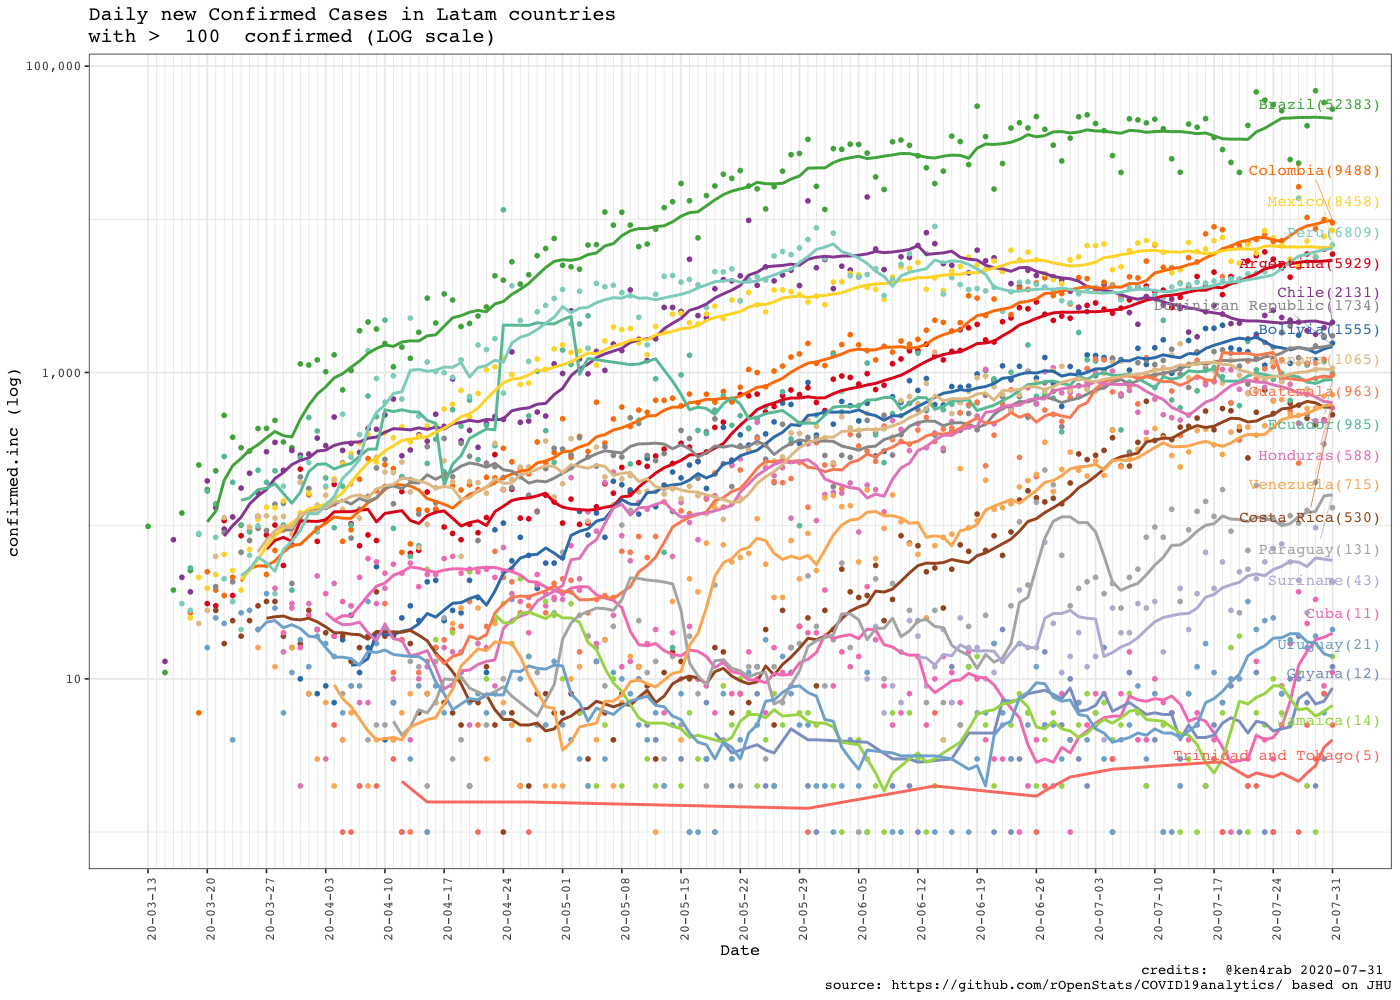 Daily new Confirmed Cases in Latam countries
with >  100  confirmed (LOG scale)
100,000
1,000
10
confirmed.inc (log)
Brazil(52383)
Colombia(9488)
Mexico(8458)
Peru(6809)
Argentina(5929)
Chile(2131)
Dominican Republic(1734)
Bolivia(1555)
Panama(1065)
Guatemala(963)
Ecuador(985)
Honduras(588)
Venezuela(715)
Costa Rica(530)
Paraguay(131)
Suriname(43)
Cuba(11)
Uruguay(21)
Guyana(12)
Jamaica(14)
Trinidad and Tobago(5)
20-03-13
20-03-20
20-03-27
20-04-03
20-04-10
20-04-17
20-04-24
20-05-01
20-05-08
20-05-15
20-05-22
20-05-29
20-06-05
20-06-12
20-06-19
20-06-26
20-07-03
20-07-10
20-07-17
20-07-24
20-07-31
Date
credits:  @ken4rab 2020-07-31
source: https://github.com/rOpenStats/COVID19analytics/ based on JHU